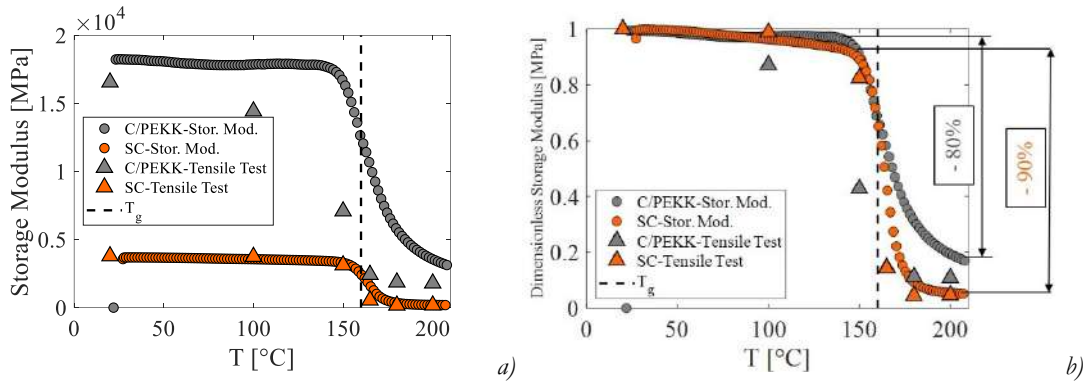 ×10⁴
2
1.5
1
0.5
0
0
50
100
150
200
Storage Modulus [MPa]
T [°C]
C/PEKK-Stor. Mod.
SC-Stor. Mod.
C/PEKK-Tensile Test
SC-Tensile Test
T_g
a)
1
0.8
0.6
0.4
0.2
0
0
50
100
150
200
Dimensionless Storage Modulus [MPa]
T [°C]
C/PEKK-Stor. Mod.
SC-Stor. Mod.
C/PEKK-Tensile Test
SC-Tensile Test
T_g
- 80%
- 90%
b)